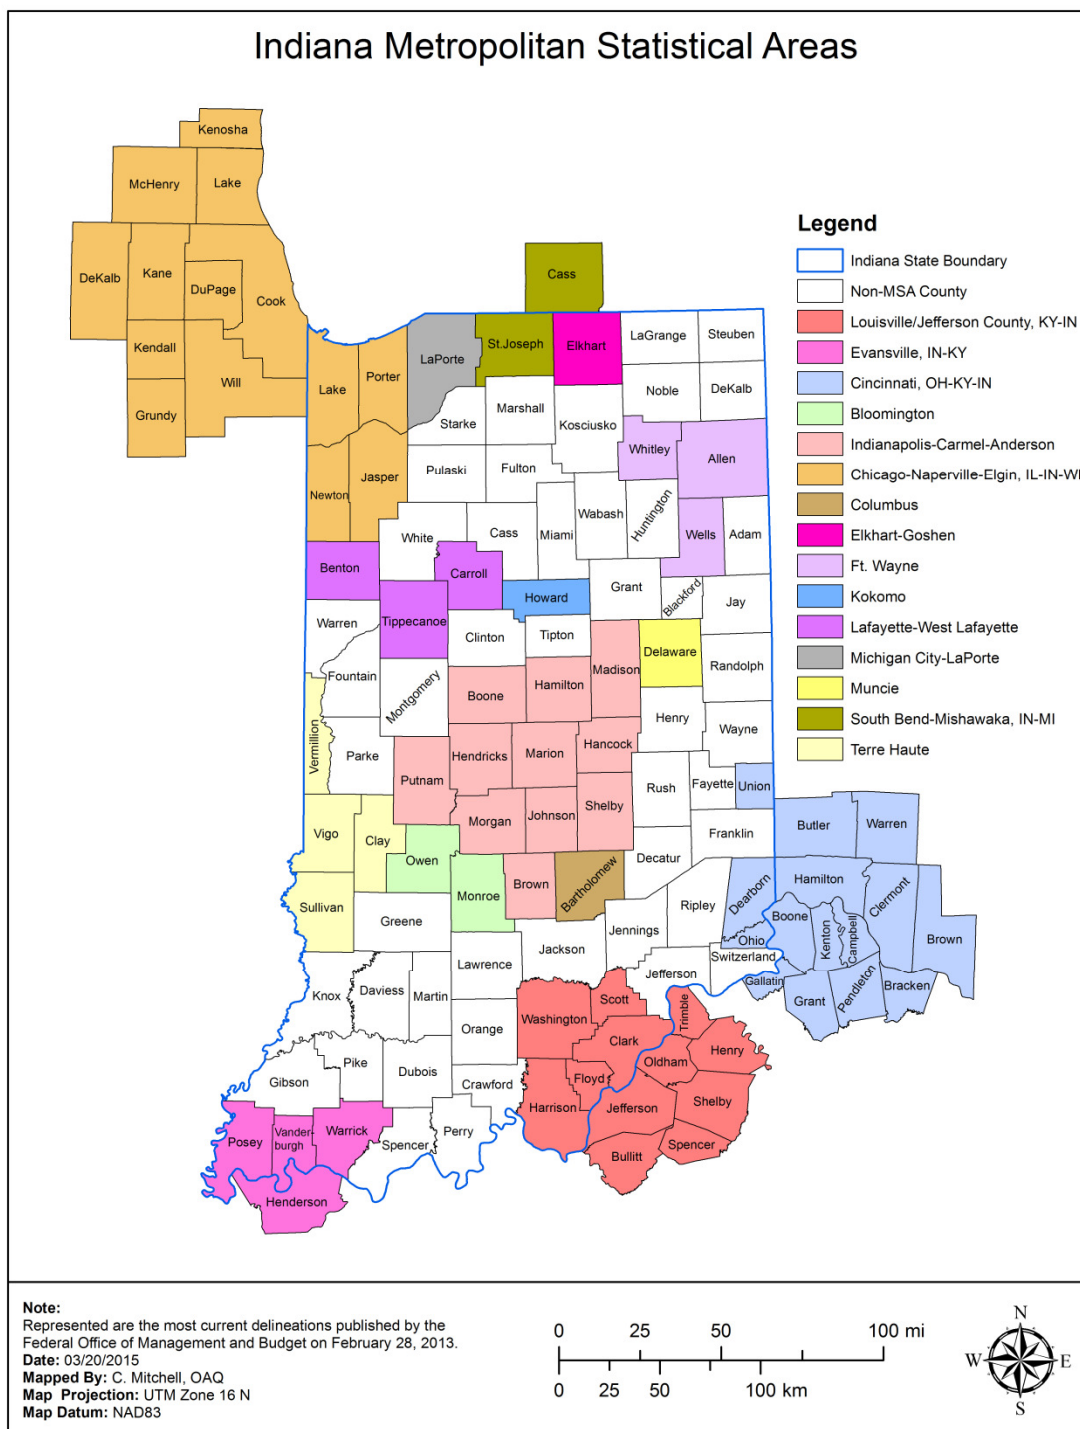 Indiana Metropolitan Statistical Areas
Kenosha
McHenry
Lake
DeKalb
Kane
DuPage
Cook
Kendall
Will
Grundy
Cass
Lake
Porter
LaPorte
St.Joseph
Elkhart
LaGrange
Steuben
Noble
DeKalb
Starke
Marshall
Kosciusko
Whitley
Allen
Newton
Jasper
Pulaski
Fulton
White
Cass
Miami
Wabash
Huntington
Wells
Adam
Benton
Carroll
Howard
Grant
Blackford
Jay
Warren
Tippecanoe
Clinton
Tipton
Madison
Delaware
Randolph
Fountain
Montgomery
Boone
Hamilton
Henry
Wayne
Vermillion
Parke
Putnam
Hendricks
Marion
Hancock
Rush
Fayette
Union
Vigo
Clay
Owen
Morgan
Johnson
Shelby
Decatur
Franklin
Butler
Warren
Sullivan
Greene
Monroe
Brown
Bartholomew
Jennings
Ripley
Dearborn
Hamilton
Clermont
Brown
Ohio
Boone
Kenton
Campbell
Switzerland
Gallatin
Grant
Pendleton
Bracken
Knox
Daviess
Martin
Lawrence
Jackson
Jefferson
Orange
Washington
Scott
Clark
Trimble
Oldham
Henry
Gibson
Pike
Dubois
Crawford
Harrison
Floyd
Jefferson
Shelby
Spencer
Bullitt
Posey
Vander-
burgh
Warrick
Spencer
Perry
Henderson
Legend
Indiana State Boundary
Non-MSA County
Louisville/Jefferson County, KY-IN
Evansville, IN-KY
Cincinnati, OH-KY-IN
Bloomington
Indianapolis-Carmel-Anderson
Chicago-Naperville-Elgin, IL-IN-WI
Columbus
Elkhart-Goshen
Ft. Wayne
Kokomo
Lafayette-West Lafayette
Michigan City-LaPorte
Muncie
South Bend-Mishawaka, IN-MI
Terre Haute
Note:
Represented are the most current delineations published by the
Federal Office of Management and Budget on February 28, 2013.
Date: 03/20/2015
Mapped By: C. Mitchell, OAQ
Map Projection: UTM Zone 16 N
Map Datum: NAD83
0 25 50 100 mi
0 25 50 100 km
N
W E
S